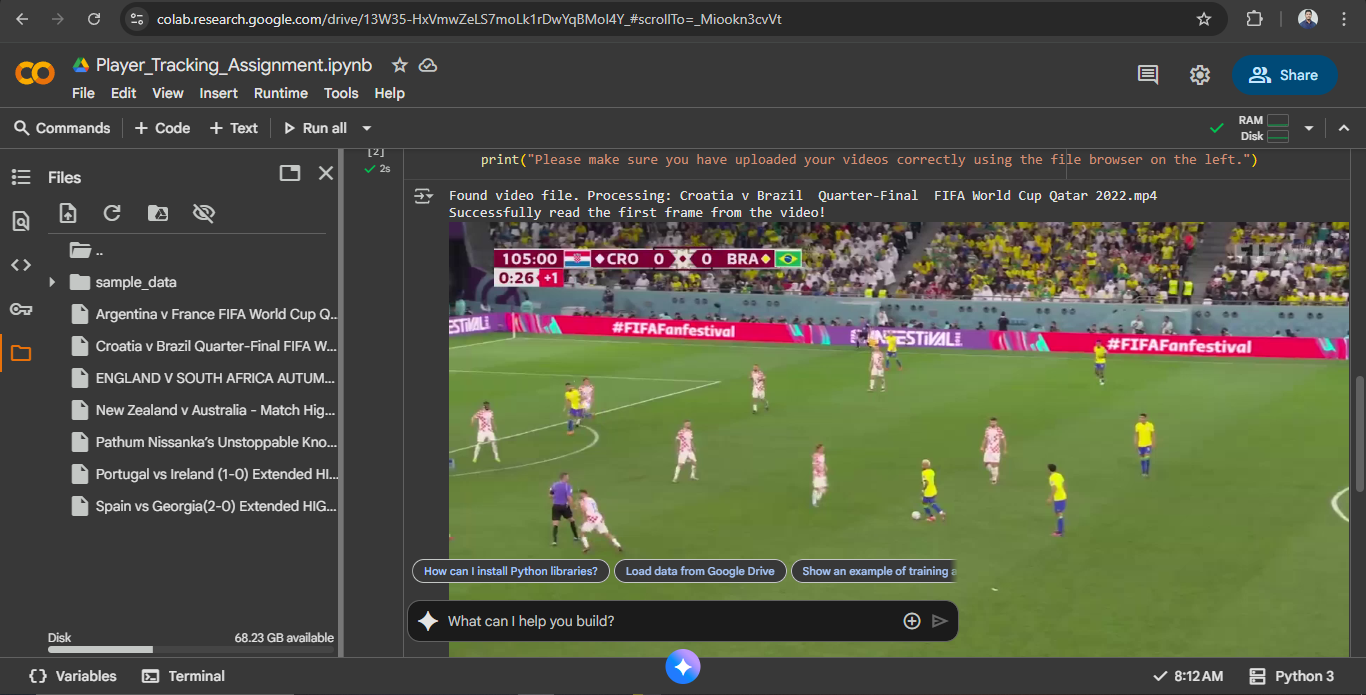 colab.research.google.com/drive/13W35-HxVmwZeLS7moLk1rDwYqBMol4Y_#scrollTo=_Miookn3cvVt
Player_Tracking_Assignment.ipynb
File Edit View Insert Runtime Tools Help
Share
Commands + Code + Text Run all
RAM
Disk
Files
[2]
2s
print("Please make sure you have uploaded your videos correctly using the file browser on the left.")
Found video file. Processing: Croatia v Brazil  Quarter-Final  FIFA World Cup Qatar 2022.mp4
Successfully read the first frame from the video!
..
sample_data
Argentina v France FIFA World Cup Q...
Croatia v Brazil Quarter-Final FIFA W...
ENGLAND V SOUTH AFRICA AUTUM...
New Zealand v Australia - Match Hig...
Pathum Nissanka's Unstoppable Kno...
Portugal vs Ireland (1-0) Extended HI...
Spain vs Georgia(2-0) Extended HIG...
105:00 CRO 0 0 BRA
0:26 +1
#FIFAFanfestival
#FIFAFanfestival
How can I install Python libraries?
Load data from Google Drive
Show an example of training
What can I help you build?
Disk
68.23 GB available
{} Variables
Terminal
8:12 AM
Python 3